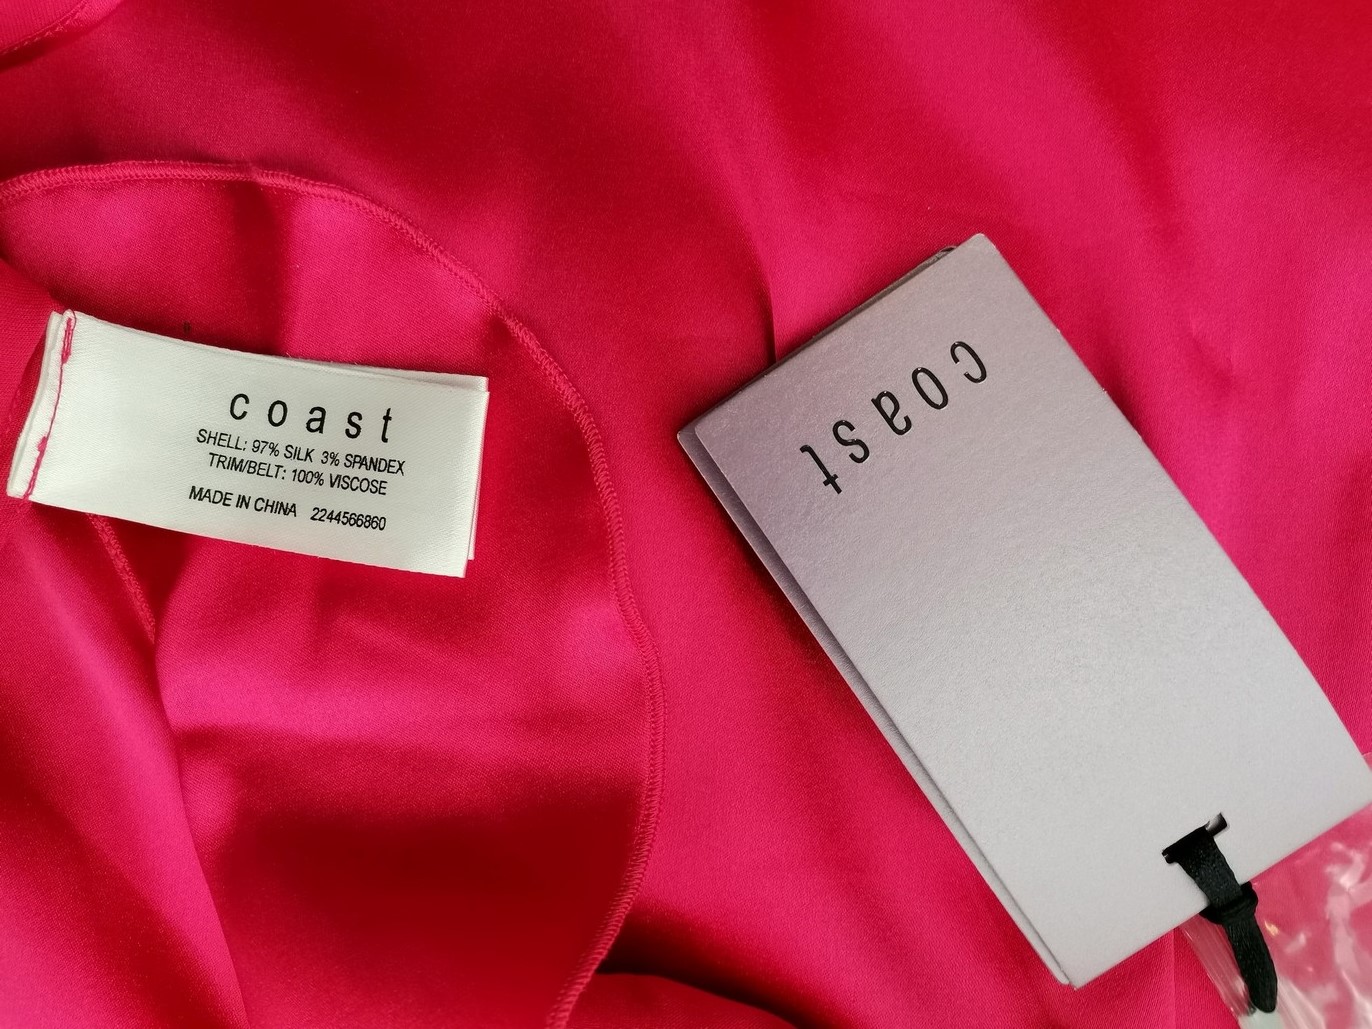 coast
SHELL: 97% SILK 3% SPANDEX
TRIM/BELT: 100% VISCOSE
MADE IN CHINA 2244566860
coast